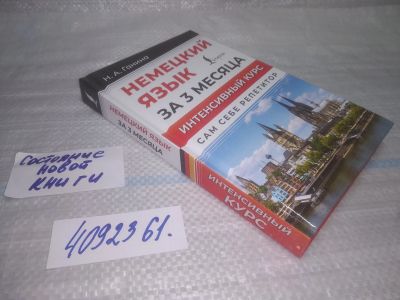 Н. А. Ганина
НЕМЕЦКИЙ
ЯЗЫК
ЗА 3 МЕСЯЦА
ИНТЕНСИВНЫЙ КУРС
САМ СЕБЕ РЕПЕТИТОР
НЕМЕЦКИЙ ЯЗЫК
ЗА 3 МЕСЯЦА
ИНТЕНСИВНЫЙ
КУРС
Состояние
новой
книги
4092361.